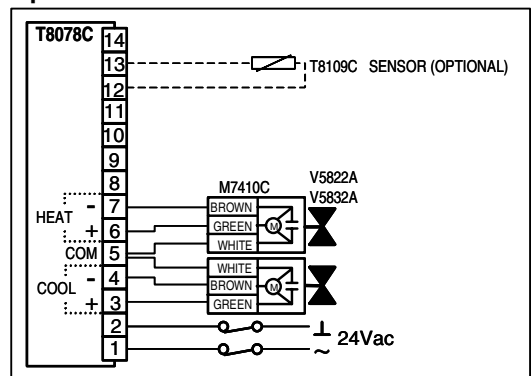 T8078C
14
13
T8109C SENSOR (OPTIONAL)
12
11
10
9
8
M7410C
V5822A
V5832A
HEAT
- 7 BROWN
+ 6 GREEN M
WHITE
COM 5
WHITE
COOL
- 4 BROWN M
+ 3 GREEN
2 ⊥
24Vac
1 ~